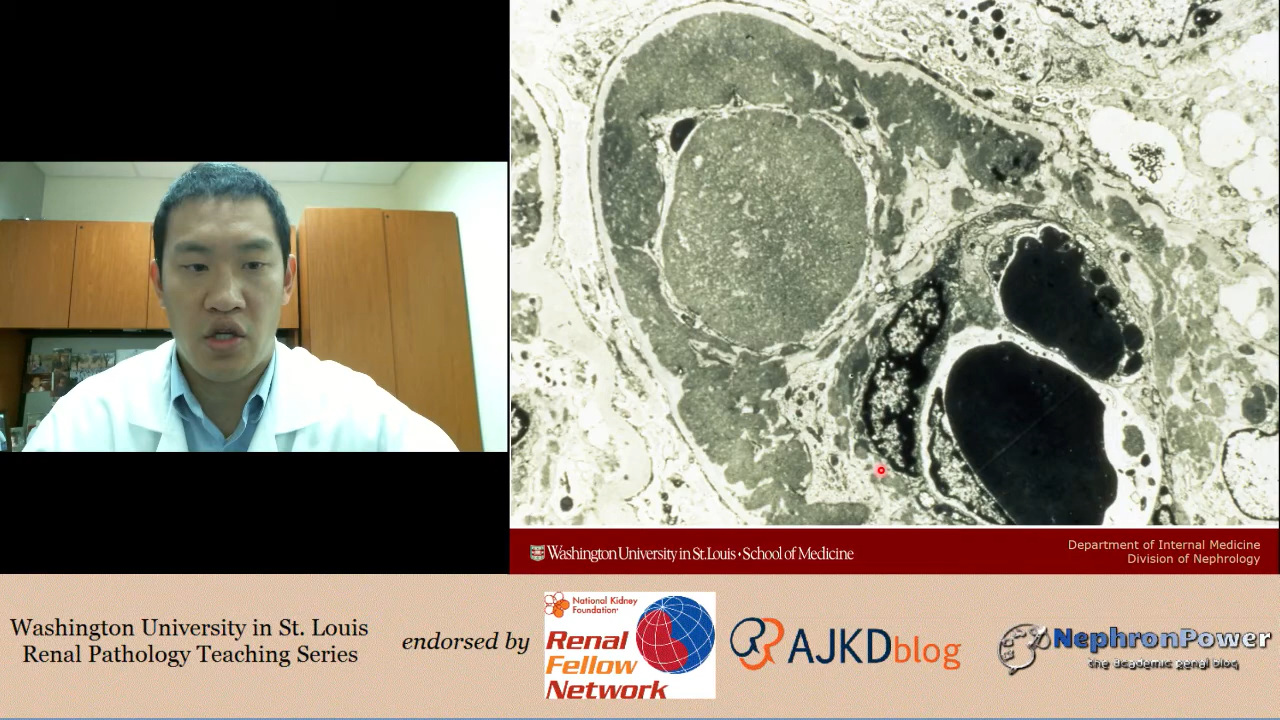 Washington University in St. Louis • School of Medicine
Department of Internal Medicine
Division of Nephrology
Washington University in St. Louis
Renal Pathology Teaching Series
endorsed by
National Kidney
Foundation®
Renal
Fellow
Network
AJKDblog
NephronPower
the academic renal blog